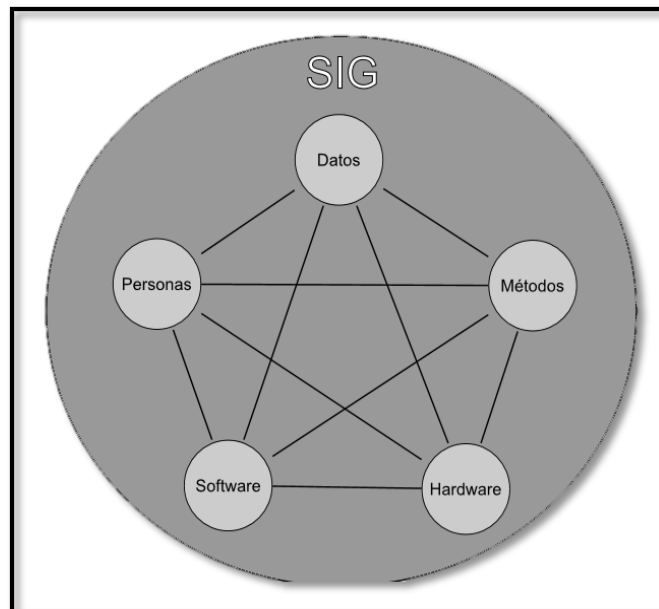 SIG
Datos
Personas
Métodos
Software
Hardware